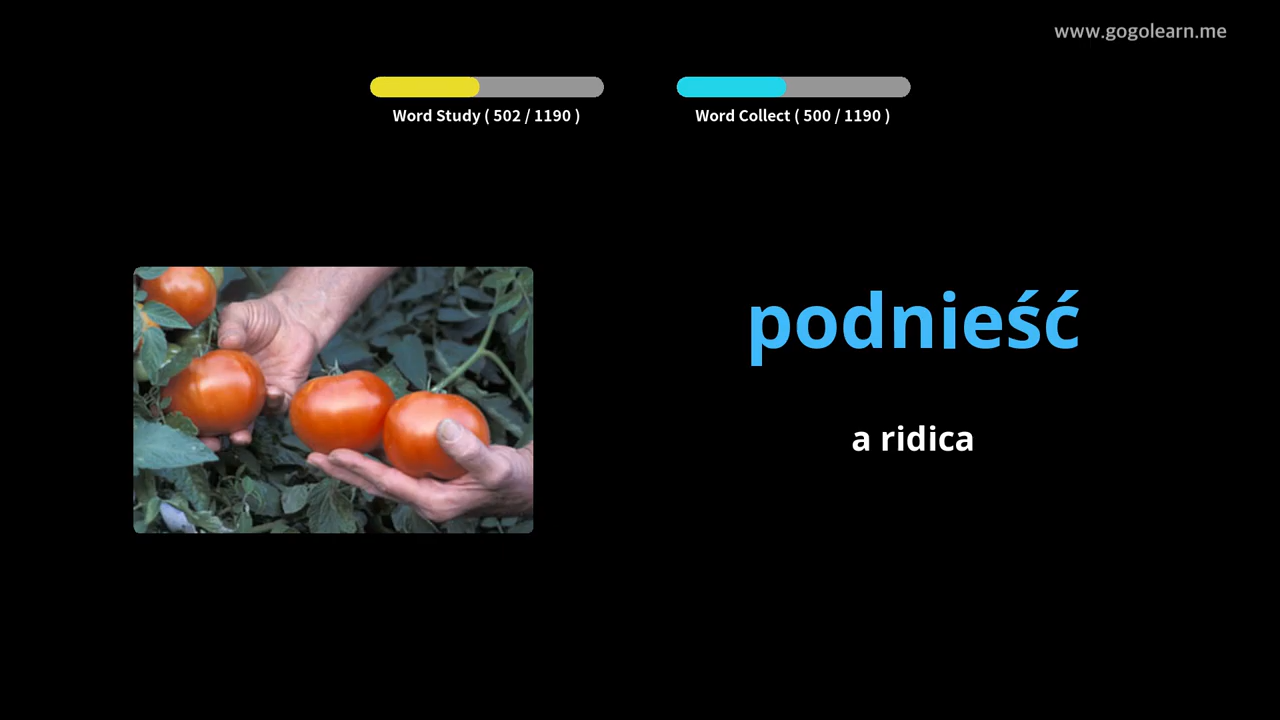 www.gogolearn.me
Word Study ( 502 / 1190 )
Word Collect ( 500 / 1190 )
podnieść
a ridica